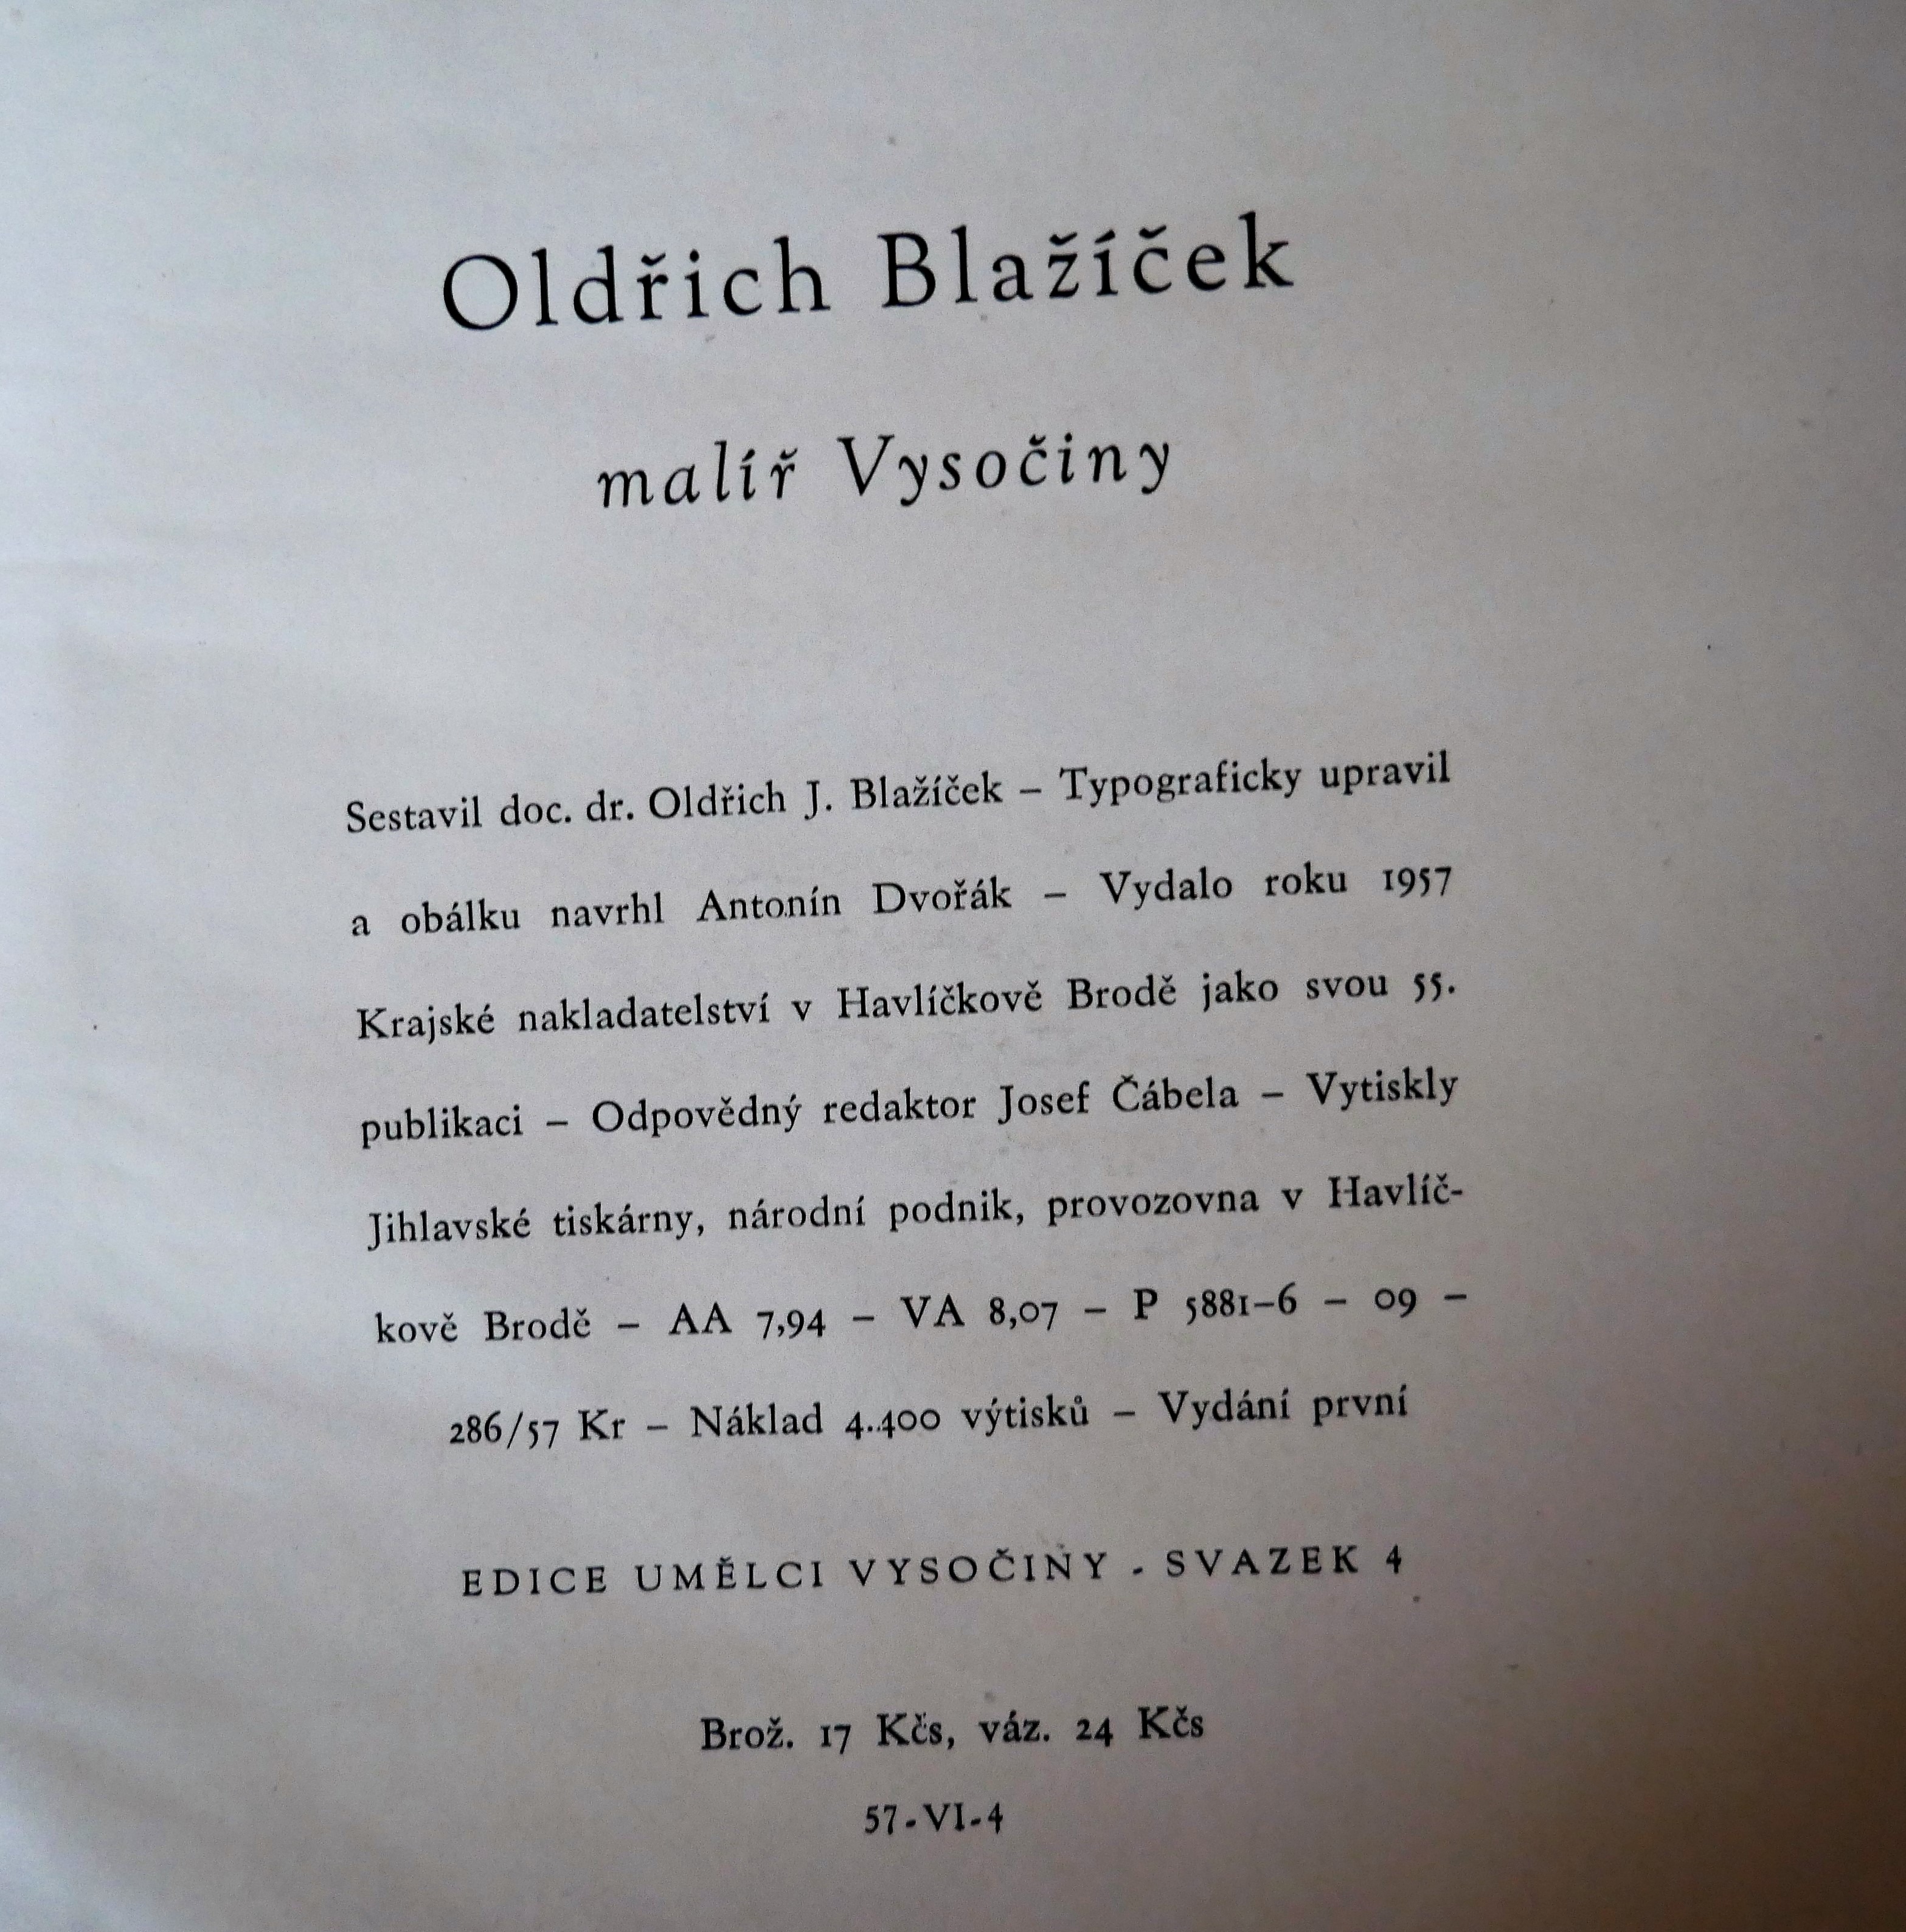 Oldřich Blažíček
malíř Vysočiny
Sestavil doc. dr. Oldřich J. Blažíček – Typograficky upravil
a obálku navrhl Antonín Dvořák – Vydalo roku 1957
Krajské nakladatelství v Havlíčkově Brodě jako svou 55.
publikaci – Odpovědný redaktor Josef Čábela – Vytiskly
Jihlavské tiskárny, národní podnik, provozovna v Havlíč-
kově Brodě – AA 7,94 – VA 8,07 – P 5881–6 – 09 –
286/57 Kr – Náklad 4.400 výtisků – Vydání první
EDICE UMĚLCI VYSOČINY . SVAZEK 4
Brož. 17 Kčs, váz. 24 Kčs
57-VI-4